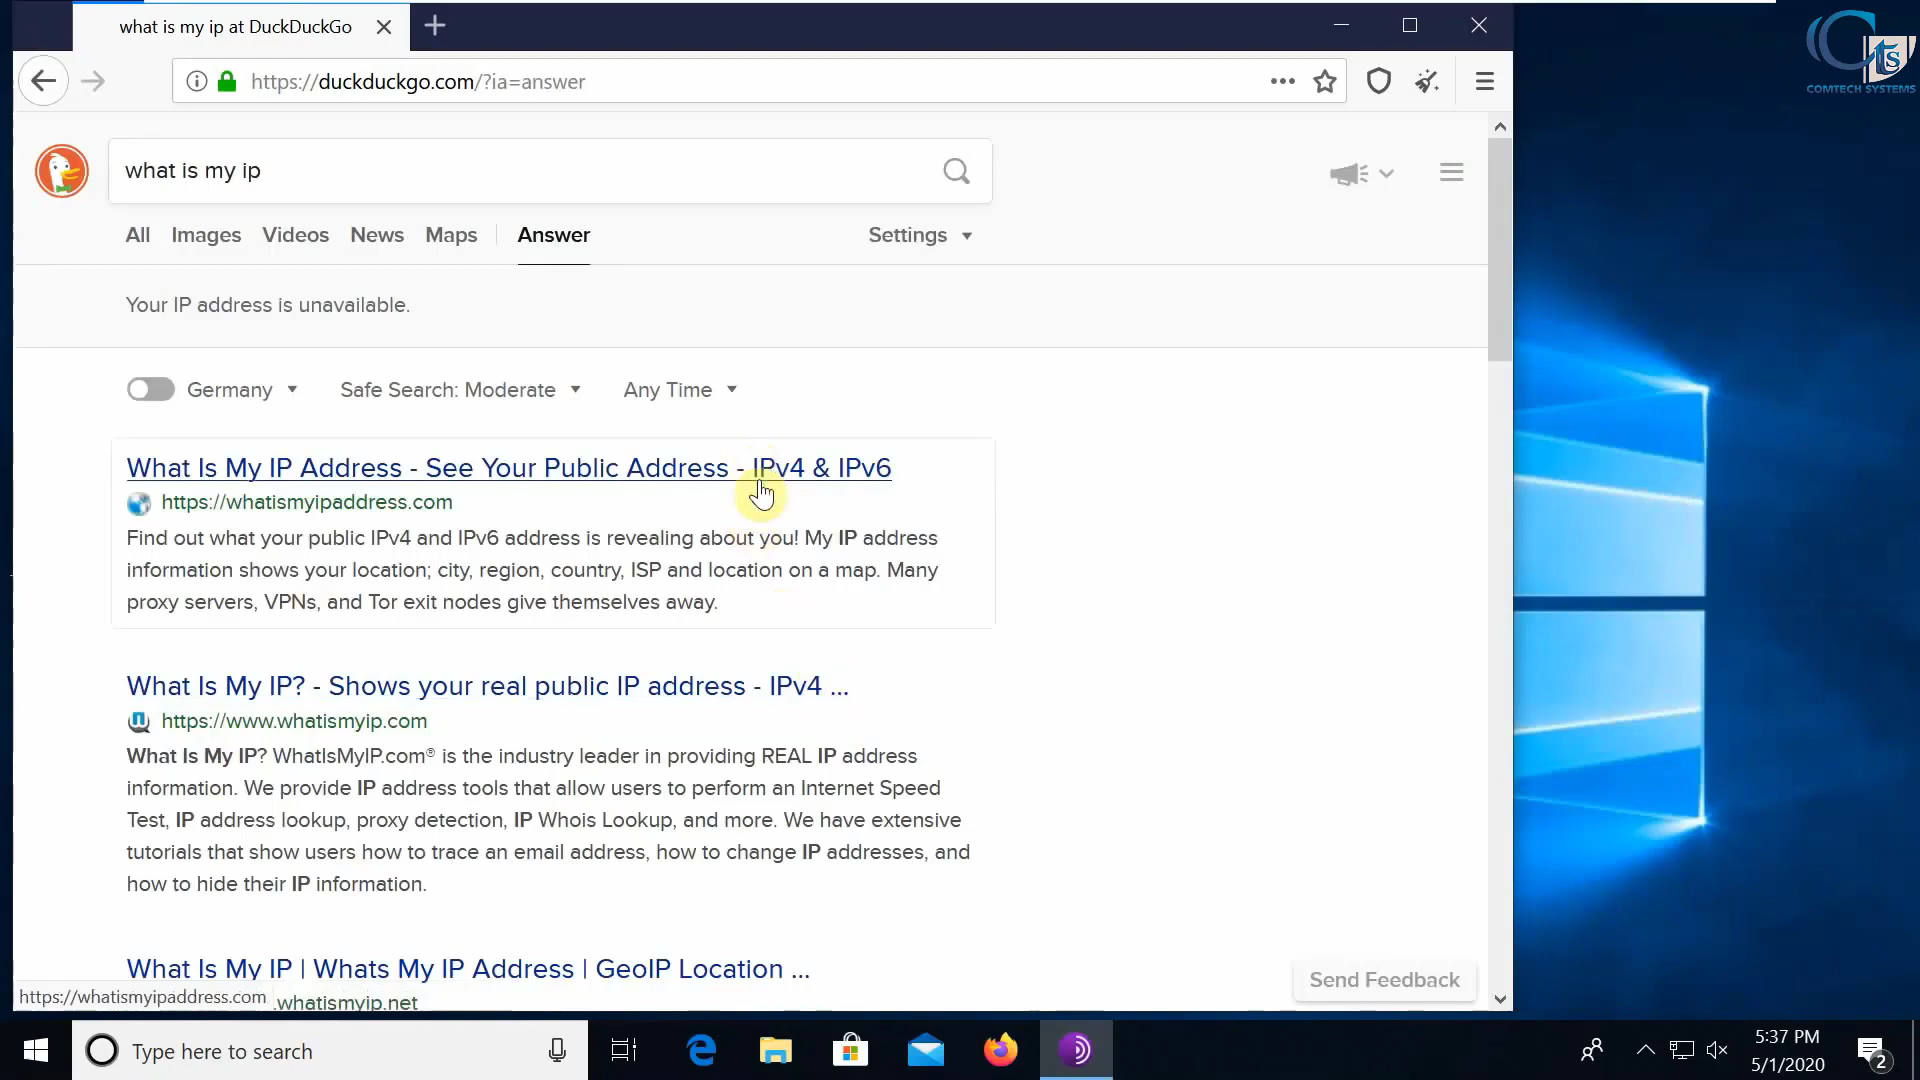 what is my ip at DuckDuckGo
https://duckduckgo.com/?ia=answer
COMTECH SYSTEMS
what is my ip
All Images Videos News Maps Answer Settings
Your IP address is unavailable.
Germany Safe Search: Moderate Any Time
What Is My IP Address - See Your Public Address - IPv4 & IPv6
https://whatismyipaddress.com
Find out what your public IPv4 and IPv6 address is revealing about you! My IP address
information shows your location; city, region, country, ISP and location on a map. Many
proxy servers, VPNs, and Tor exit nodes give themselves away.
What Is My IP? - Shows your real public IP address - IPv4 ...
https://www.whatismyip.com
What Is My IP? WhatIsMyIP.com® is the industry leader in providing REAL IP address
information. We provide IP address tools that allow users to perform an Internet Speed
Test, IP address lookup, proxy detection, IP Whois Lookup, and more. We have extensive
tutorials that show users how to trace an email address, how to change IP addresses, and
how to hide their IP information.
What Is My IP | Whats My IP Address | GeoIP Location ...
https://whatismyipaddress.com .whatismyip.net
Send Feedback
Type here to search
5:37 PM
5/1/2020
2